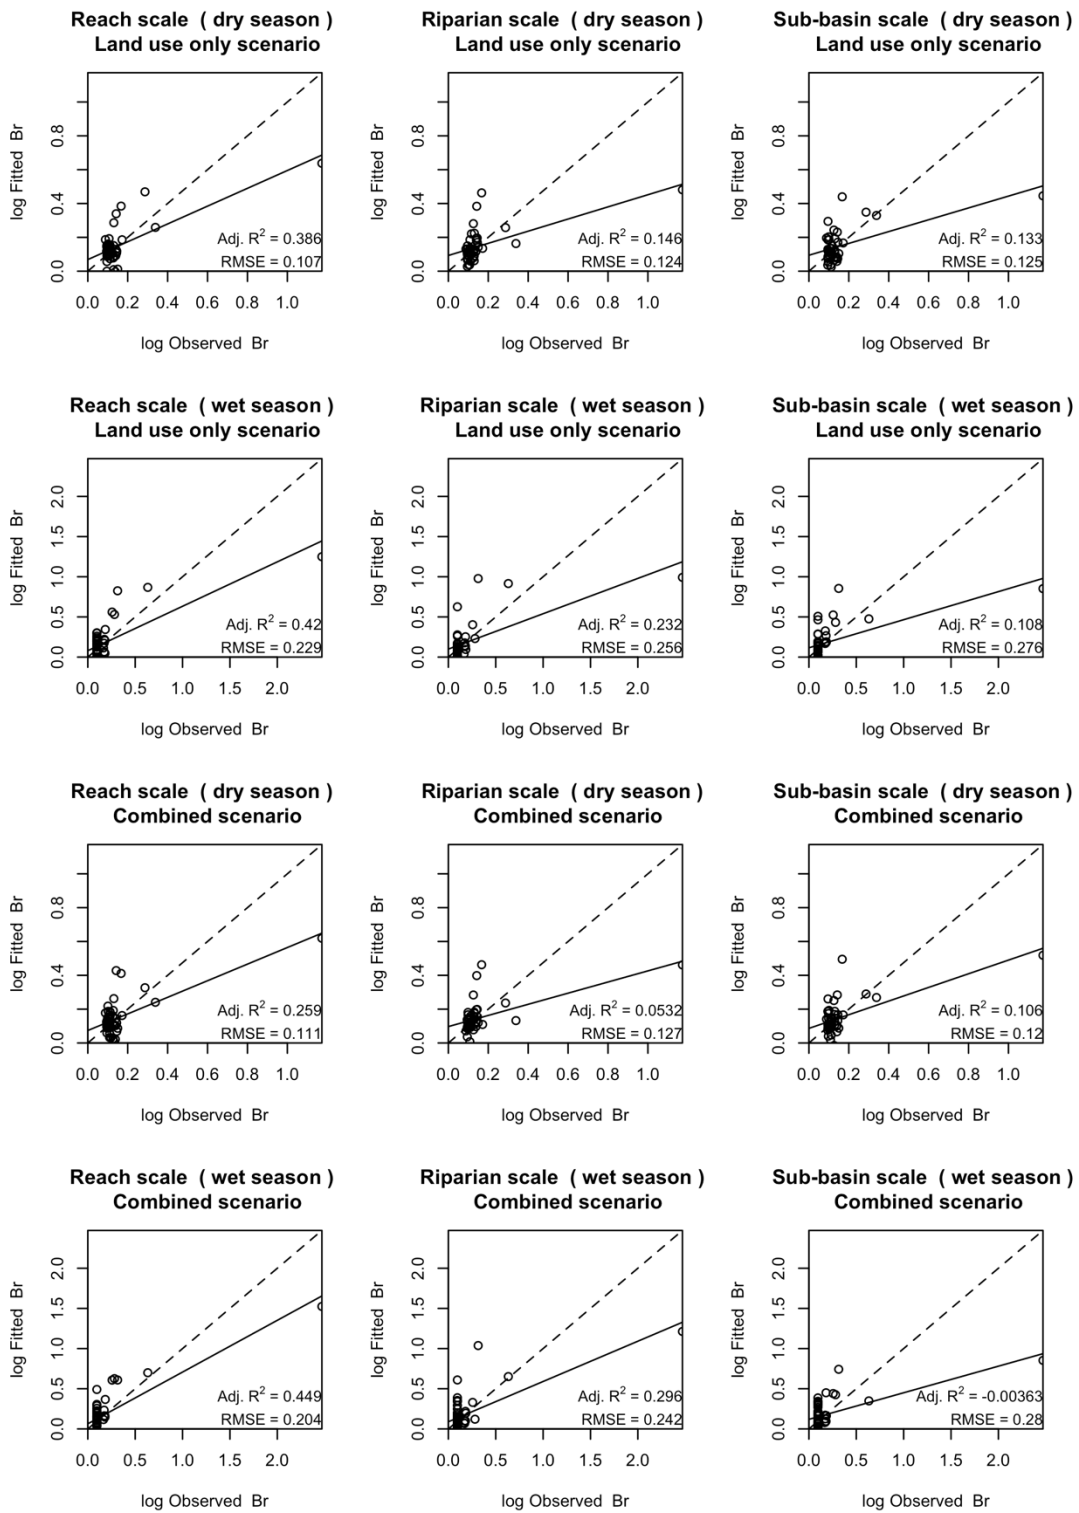 Reach scale ( dry season )
Land use only scenario
log Fitted Br
0.0 0.4 0.8
Adj. R² = 0.386
RMSE = 0.107
0.0 0.2 0.4 0.6 0.8 1.0
log Observed Br
Riparian scale ( dry season )
Land use only scenario
log Fitted Br
0.0 0.4 0.8
Adj. R² = 0.146
RMSE = 0.124
0.0 0.2 0.4 0.6 0.8 1.0
log Observed Br
Sub-basin scale ( dry season )
Land use only scenario
log Fitted Br
0.0 0.4 0.8
Adj. R² = 0.133
RMSE = 0.125
0.0 0.2 0.4 0.6 0.8 1.0
log Observed Br
Reach scale ( wet season )
Land use only scenario
log Fitted Br
0.0 0.5 1.0 1.5 2.0
Adj. R² = 0.42
RMSE = 0.229
0.0 0.5 1.0 1.5 2.0
log Observed Br
Riparian scale ( wet season )
Land use only scenario
log Fitted Br
0.0 0.5 1.0 1.5 2.0
Adj. R² = 0.232
RMSE = 0.256
0.0 0.5 1.0 1.5 2.0
log Observed Br
Sub-basin scale ( wet season )
Land use only scenario
log Fitted Br
0.0 0.5 1.0 1.5 2.0
Adj. R² = 0.108
RMSE = 0.276
0.0 0.5 1.0 1.5 2.0
log Observed Br
Reach scale ( dry season )
Combined scenario
log Fitted Br
0.0 0.4 0.8
Adj. R² = 0.259
RMSE = 0.111
0.0 0.2 0.4 0.6 0.8 1.0
log Observed Br
Riparian scale ( dry season )
Combined scenario
log Fitted Br
0.0 0.4 0.8
Adj. R² = 0.0532
RMSE = 0.127
0.0 0.2 0.4 0.6 0.8 1.0
log Observed Br
Sub-basin scale ( dry season )
Combined scenario
log Fitted Br
0.0 0.4 0.8
Adj. R² = 0.106
RMSE = 0.12
0.0 0.2 0.4 0.6 0.8 1.0
log Observed Br
Reach scale ( wet season )
Combined scenario
log Fitted Br
0.0 0.5 1.0 1.5 2.0
Adj. R² = 0.449
RMSE = 0.204
0.0 0.5 1.0 1.5 2.0
log Observed Br
Riparian scale ( wet season )
Combined scenario
log Fitted Br
0.0 0.5 1.0 1.5 2.0
Adj. R² = 0.296
RMSE = 0.242
0.0 0.5 1.0 1.5 2.0
log Observed Br
Sub-basin scale ( wet season )
Combined scenario
log Fitted Br
0.0 0.5 1.0 1.5 2.0
Adj. R² = -0.00363
RMSE = 0.28
0.0 0.5 1.0 1.5 2.0
log Observed Br